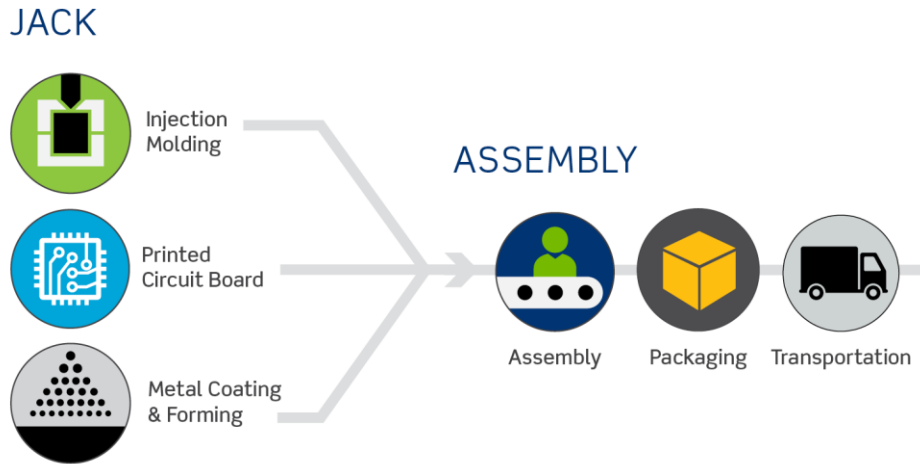 JACK
Injection
Molding
ASSEMBLY
Printed
Circuit Board
Assembly
Packaging
Transportation
Metal Coating
& Forming